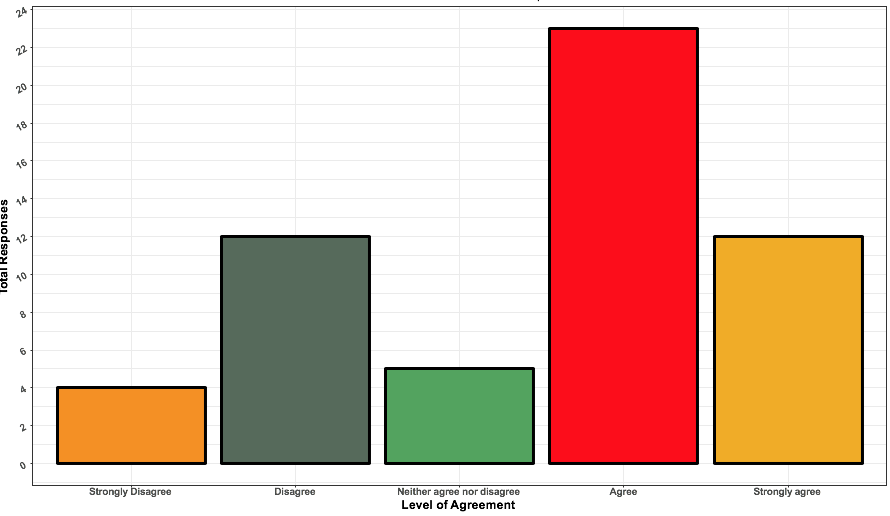 24
22
20
18
16
14
12
10
8
6
4
2
0
Total Responses
Strongly Disagree
Disagree
Neither agree nor disagree
Agree
Strongly agree
Level of Agreement